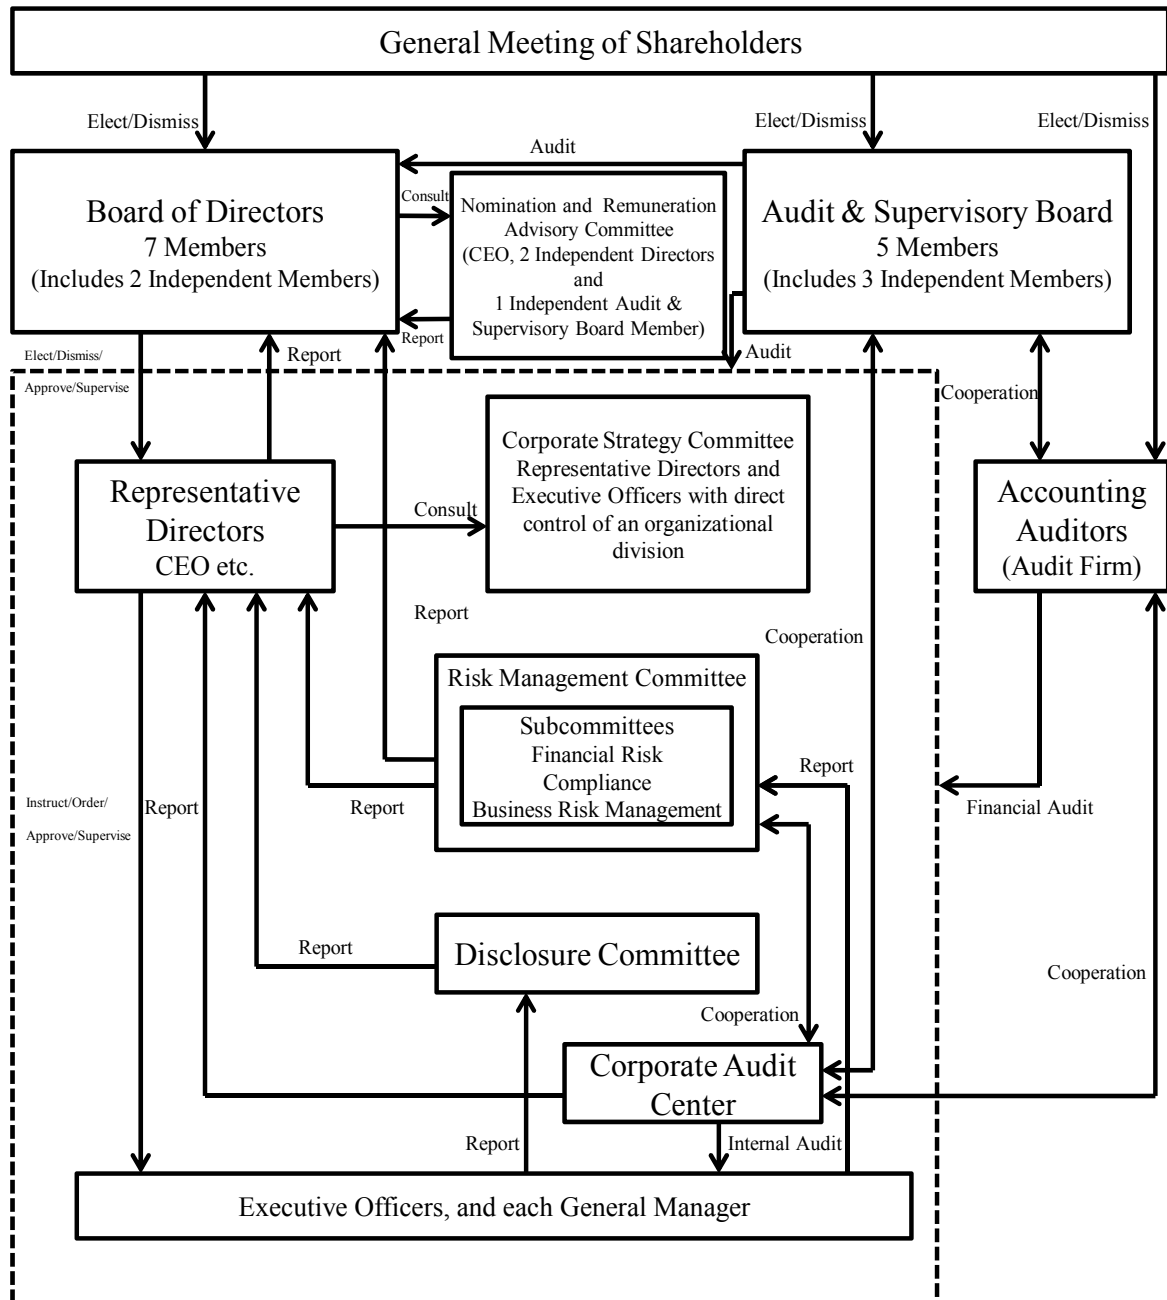 General Meeting of Shareholders
Elect/Dismiss
Elect/Dismiss
Elect/Dismiss
Audit
Board of Directors
7 Members
(Includes 2 Independent Members)
Consult
Report
Nomination and Remuneration
Advisory Committee
(CEO, 2 Independent Directors
and
1 Independent Audit &
Supervisory Board Member)
Audit & Supervisory Board
5 Members
(Includes 3 Independent Members)
Elect/Dismiss/
Approve/Supervise
Report
Audit
Cooperation
Representative
Directors
CEO etc.
Consult
Corporate Strategy Committee
Representative Directors and
Executive Officers with direct
control of an organizational
division
Accounting
Auditors
(Audit Firm)
Report
Cooperation
Risk Management Committee
Subcommittees
Financial Risk
Compliance
Business Risk Management
Instruct/Order/
Approve/Supervise
Report
Report
Report
Financial Audit
Report
Disclosure Committee
Cooperation
Cooperation
Corporate Audit
Center
Report
Internal Audit
Executive Officers, and each General Manager